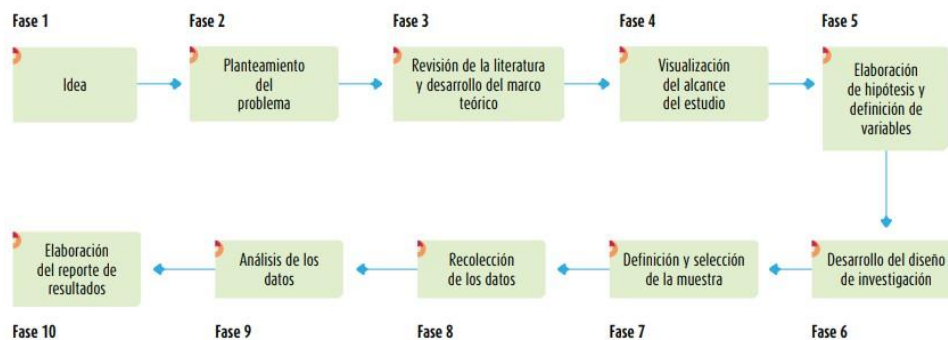 Fase 1
Fase 2
Fase 3
Fase 4
Fase 5
Idea
Planteamiento
del
problema
Revisión de la literatura
y desarrollo del marco
teórico
Visualización
del alcance
del estudio
Elaboración
de hipótesis y
definición de
variables
Elaboración
del reporte de
resultados
Análisis de los
datos
Recolección
de los datos
Definición y selección
de la muestra
Desarrollo del diseño
de investigación
Fase 10
Fase 9
Fase 8
Fase 7
Fase 6